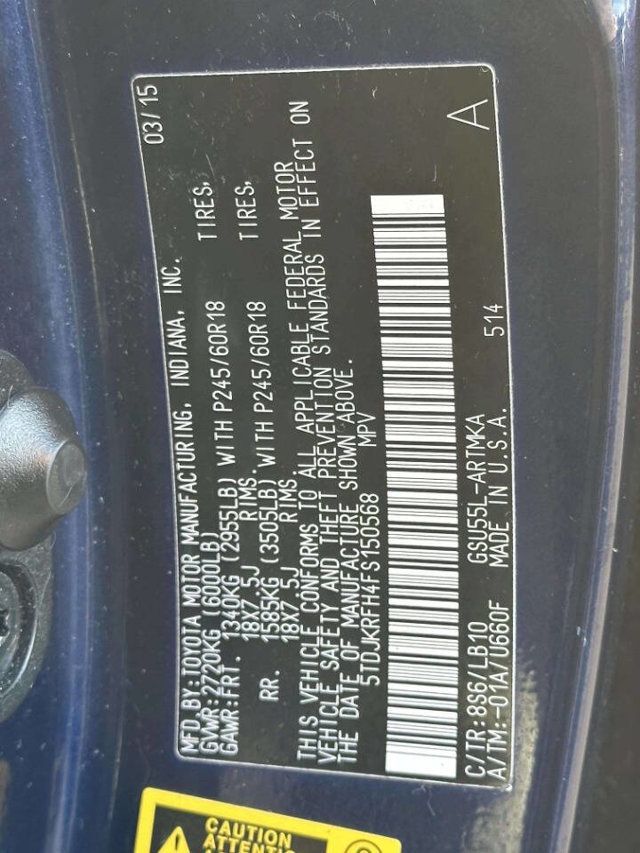 MFD. BY: TOYOTA MOTOR MANUFACTURING, INDIANA, INC. 03/15
GVWR: 2720KG (6000LB)
GAWR: FRT. 1340KG (2955LB) WITH P245/60R18 TIRES,
18X7.5J RIMS.
RR. 1585KG (3505LB) WITH P245/60R18 TIRES,
18X7.5J RIMS.
THIS VEHICLE CONFORMS TO ALL APPLICABLE FEDERAL MOTOR
VEHICLE SAFETY AND THEFT PREVENTION STANDARDS IN EFFECT ON
THE DATE OF MANUFACTURE SHOWN ABOVE.
5TDJKRFH4FS150568 MPV
C/TR: 8S6/LB10 GSU55L-ARTMKA 514
A/TM: -01A/U660F MADE IN U.S.A.
A
CAUTION